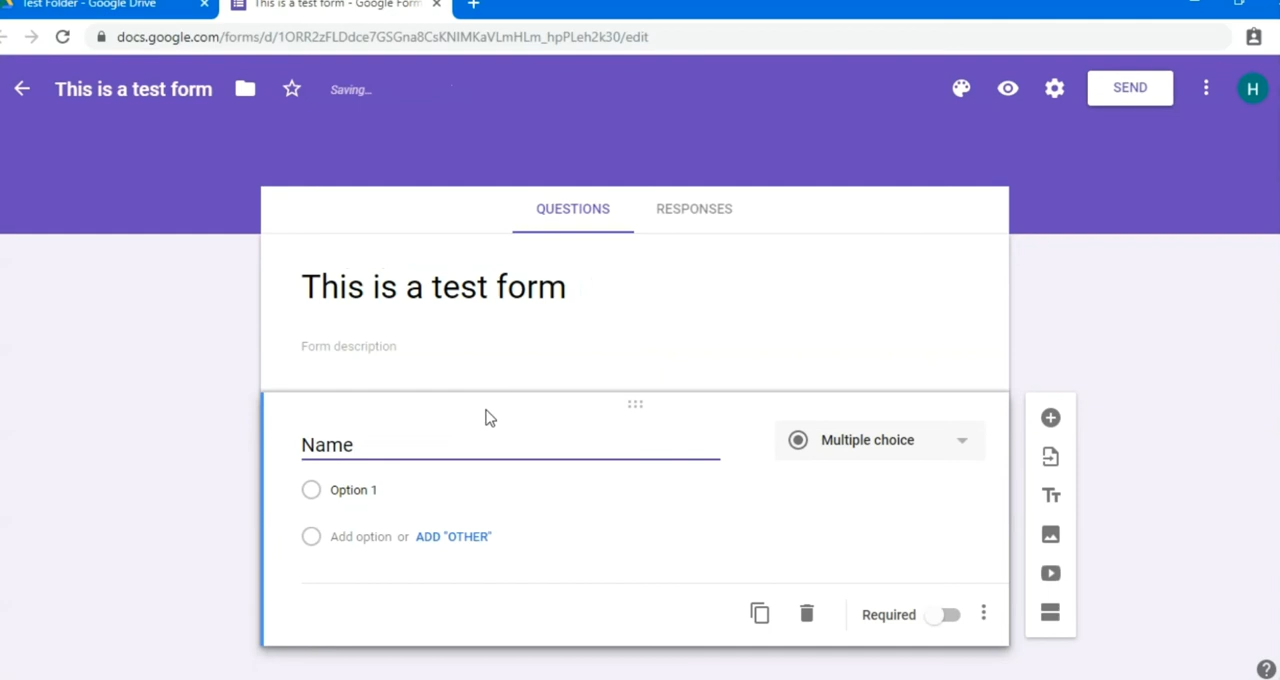 Test Folder - Google Drive
This is a test form - Google Form
docs.google.com/forms/d/1ORR2zFLDdce7GSGna8CsKNIMKaVLmHLm_hpPLeh2k30/edit
This is a test form
Saving...
SEND
H
QUESTIONS
RESPONSES
This is a test form
Form description
Name
Multiple choice
Option 1
Add option or ADD "OTHER"
Tт
Required